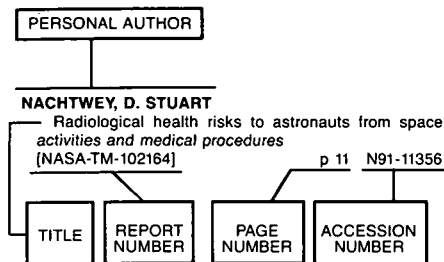 PERSONAL AUTHOR
NACHTWEY, D. STUART
Radiological health risks to astronauts from space
activities and medical procedures
[NASA-TM-102164] p 11 N91-11356
TITLE
REPORT
NUMBER
PAGE
NUMBER
ACCESSION
NUMBER